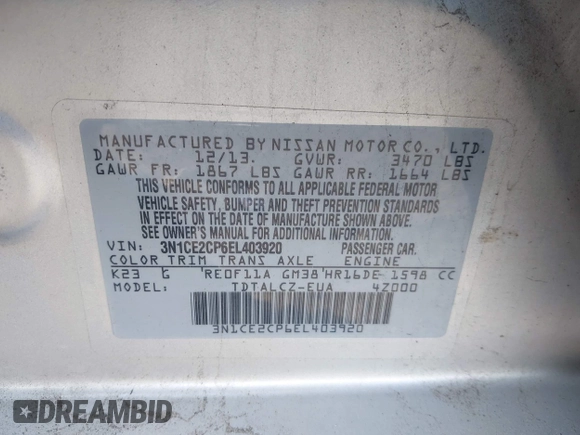 MANUFACTURED BY NISSAN MOTOR CO., LTD.
DATE: 12/13. GVWR: 3470 LBS
GAWR FR: 1867 LBS GAWR RR: 1664 LBS
THIS VEHICLE CONFORMS TO ALL APPLICABLE FEDERAL MOTOR
VEHICLE SAFETY, BUMPER AND THEFT PREVENTION STANDARDS
IN EFFECT ON THE DATE OF MANUFACTURE SHOWN ABOVE.
SEE OWNER'S MANUAL FOR ADDITIONAL INFORMATION
VIN: 3N1CE2CP6EL403920 PASSENGER CAR.
COLOR TRIM TRANS AXLE ENGINE
K23 G RE0F11A GM38 HR16DE 1598 CC
MODEL: TDTALCZ-EUA 4Z000
3N1CE2CP6EL403920
DREAMBID